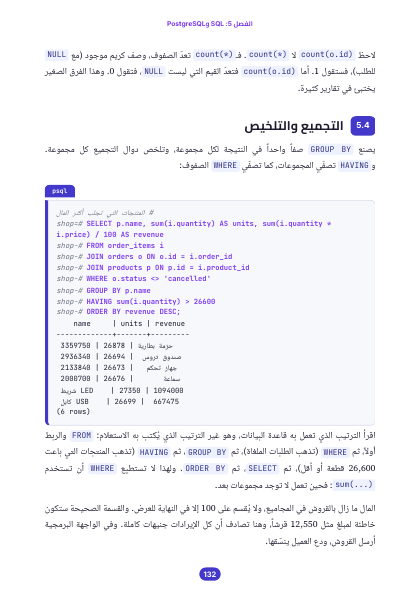 الفصل 5: SQL وPostgreSQL
لاحظ count(o.id) لا count(*) . فـ count(*) تعدّ الصفوف، وصف كريم موجود (مع NULL
للطلب)، فستقول 1. أما count(o.id) فتعدّ القيم التي ليست NULL ، فتقول 0. وهذا الفرق الصغير
يختبئ في تقارير كثيرة.
5.4 التجميع والتلخيص
يصنع GROUP BY صفاً واحداً في النتيجة لكل مجموعة، وتلخص دوال التجميع كل مجموعة.
و HAVING تصفّي المجموعات، كما تصفّي WHERE الصفوف:
psql
# المنتجات التي تجلب أكثر المال
shop=# SELECT p.name, sum(i.quantity) AS units, sum(i.quantity *
i.price) / 100 AS revenue
shop-# FROM order_items i
shop-# JOIN orders o ON o.id = i.order_id
shop-# JOIN products p ON p.id = i.product_id
shop-# WHERE o.status <> 'cancelled'
shop-# GROUP BY p.name
shop-# HAVING sum(i.quantity) > 26600
shop-# ORDER BY revenue DESC;
name | units | revenue
-------------+-------+---------
حزمة بطارية | 26878 | 3359750
صندوق دروس | 26694 | 2936340
جهاز تحكم | 26673 | 2133840
سماعة | 26676 | 2000700
شريط LED | 27350 | 1094000
كابل USB | 26699 | 667475
(6 rows)
اقرأ الترتيب الذي تعمل به قاعدة البيانات، وهو غير الترتيب الذي يُكتب به الاستعلام: FROM والربط
أولاً، ثم WHERE (تذهب الطلبات الملغاة)، ثم GROUP BY ، ثم HAVING (تذهب المنتجات التي باعت
26,600 قطعة أو أقل)، ثم SELECT ، ثم ORDER BY . ولهذا لا تستطيع WHERE أن تستخدم
sum(...) : فحين تعمل لا توجد مجموعات بعد.
المال ما زال بالقروش في المجاميع، ولا يُقسم على 100 إلا في النهاية للعرض. والقسمة الصحيحة ستكون
خاطئة لمبلغ مثل 12,550 قرشاً، وهنا تصادف أن كل الإيرادات جنيهات كاملة. وفي الواجهة البرمجية
أرسل القروش، ودع العميل ينسّقها.
132